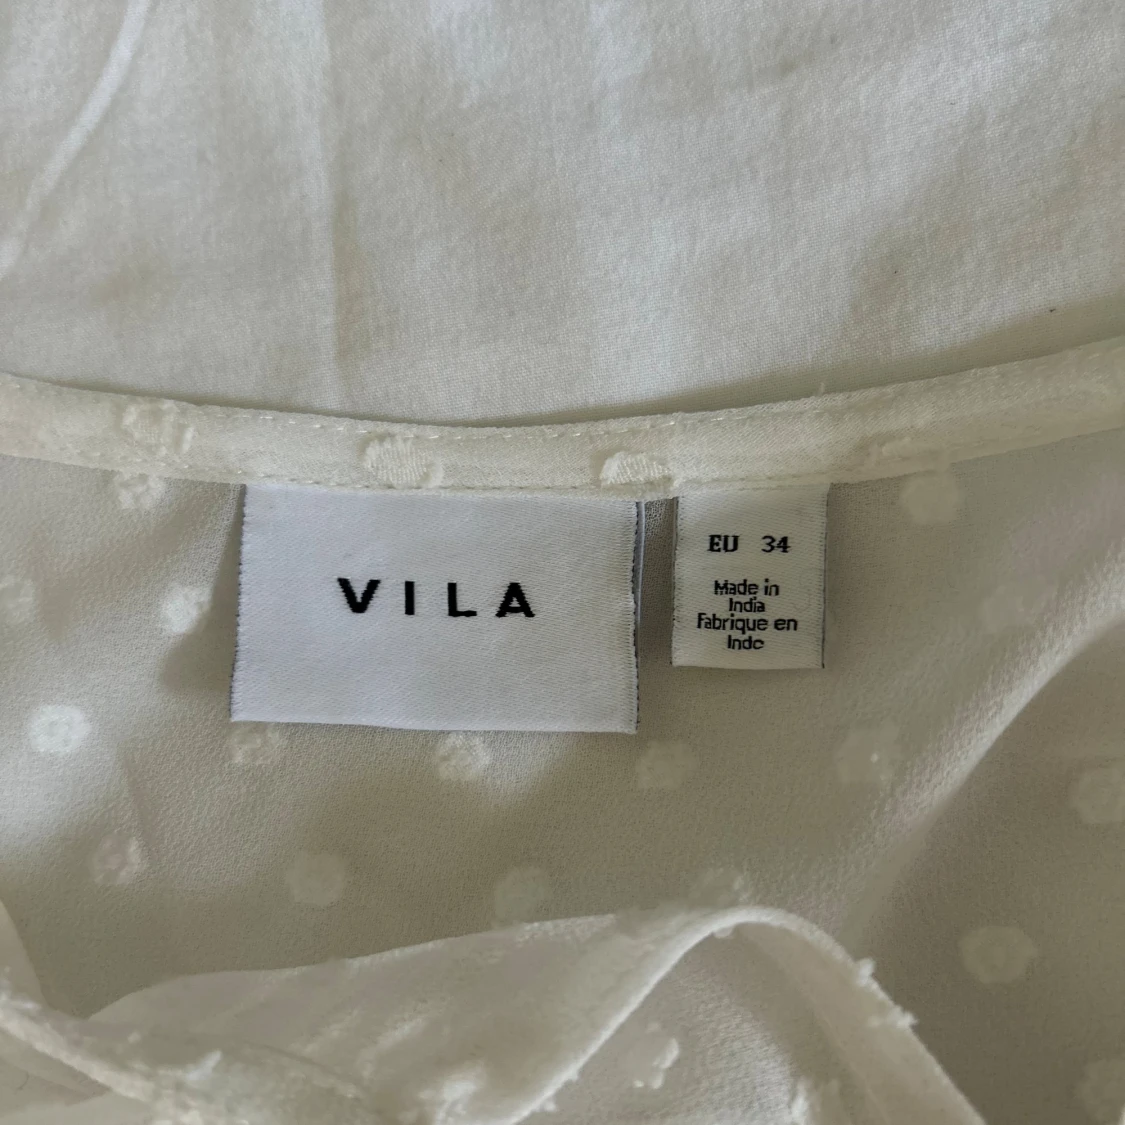 VILA
EU 34
Made in
India
Fabrique en
Inde